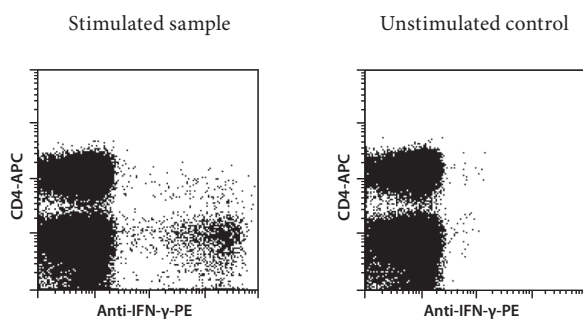 Stimulated sample
Unstimulated control
CD4-APC
Anti-IFN-γ-PE
CD4-APC
Anti-IFN-γ-PE